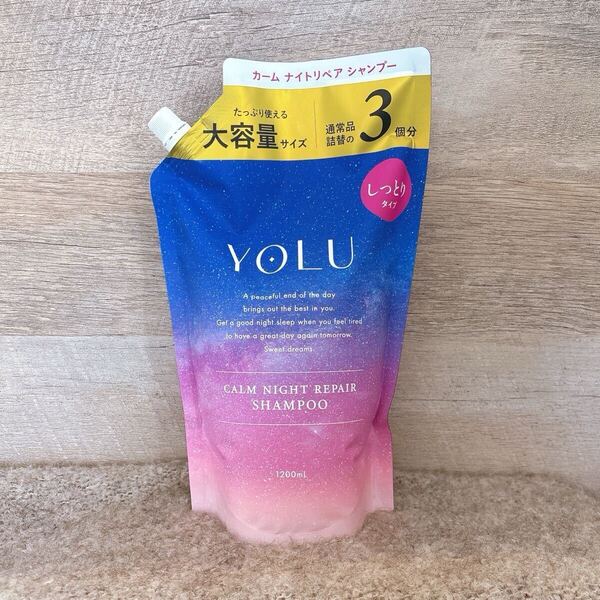 カーム ナイトリペア シャンプー
たっぷり使える
大容量サイズ
通常品
詰替の
3個分
しっとり
タイプ
YOLU
A peaceful end of the day
brings out the best in you.
Get a good night sleep when you feel tired
to have a great day again tomorrow.
Sweet dreams.
CALM NIGHT REPAIR
SHAMPOO
1200mL